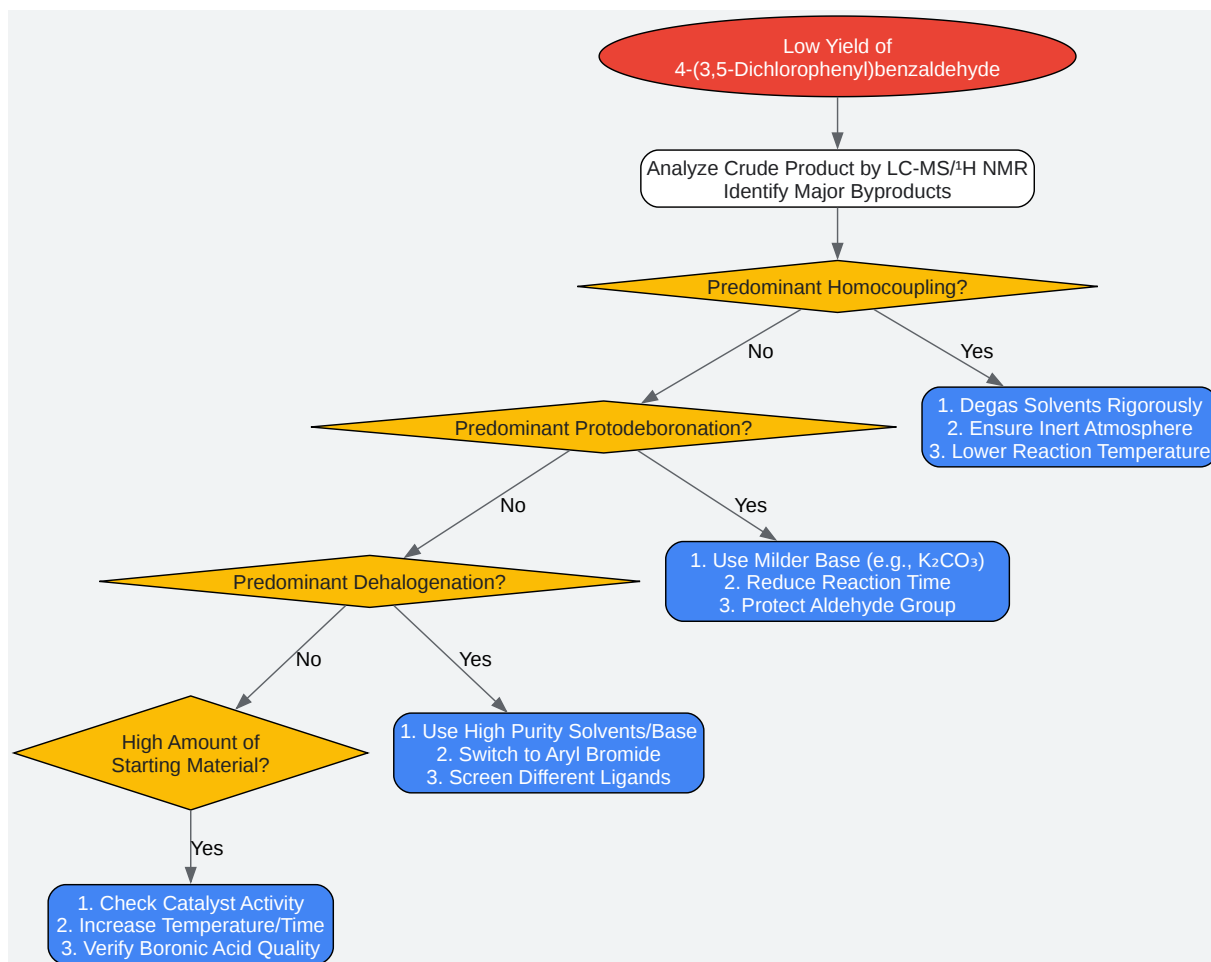 Low Yield of
4-(3,5-Dichlorophenyl)benzaldehyde
Analyze Crude Product by LC-MS/¹H NMR
Identify Major Byproducts
Predominant Homocoupling?
No
Yes
1. Degas Solvents Rigorously
2. Ensure Inert Atmosphere
3. Lower Reaction Temperature
Predominant Protodeboronation?
No
Yes
1. Use Milder Base (e.g., K₂CO₃)
2. Reduce Reaction Time
3. Protect Aldehyde Group
Predominant Dehalogenation?
No
Yes
1. Use High Purity Solvents/Base
2. Switch to Aryl Bromide
3. Screen Different Ligands
High Amount of
Starting Material?
Yes
1. Check Catalyst Activity
2. Increase Temperature/Time
3. Verify Boronic Acid Quality